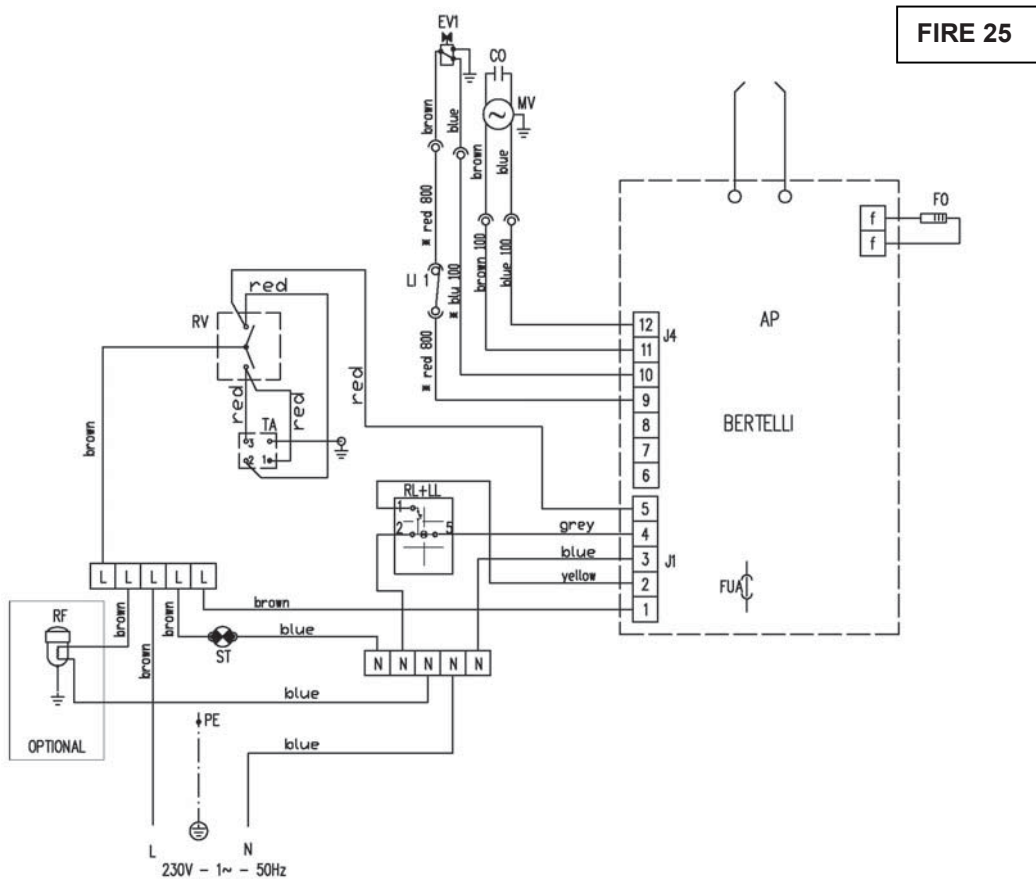 FIRE 25
EV1
CO
MV
brown
blue
brown
blue
FO
f
f
ж red 800
ж blu 100
brown 100
blue 100
LI 1
ж red 800
AP
BERTELLI
12
11
10
9
8
7
6
J4
5
4
3
2
1
J1
FUA
red
red
RV
red
red
red
TA
3
2 1
brown
RL+LL
1
2 8 5
grey
blue
yellow
L L L L L
brown
brown
brown
brown
RF
OPTIONAL
ST
blue
N N N N N
blue
PE
blue
L N
230V - 1~ - 50Hz